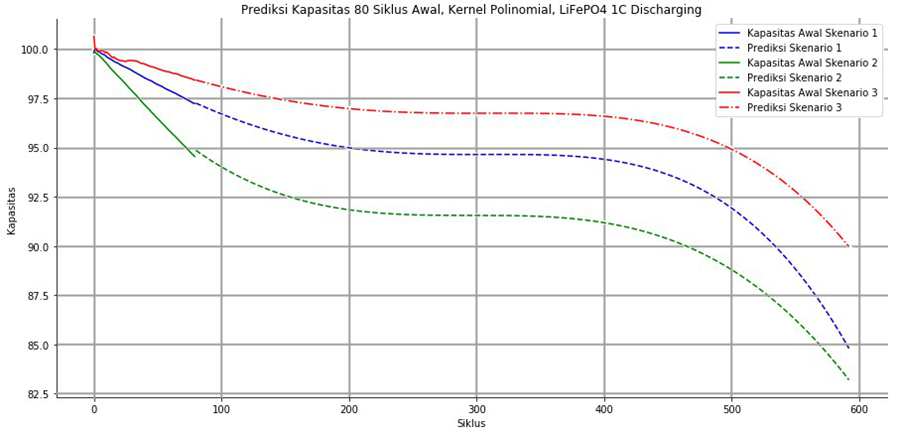 Prediksi Kapasitas 80 Siklus Awal, Kernel Polinomial, LiFePO4 1C Discharging
Kapasitas Awal Skenario 1
Prediksi Skenario 1
Kapasitas Awal Skenario 2
Prediksi Skenario 2
Kapasitas Awal Skenario 3
Prediksi Skenario 3
Kapasitas
100.0
97.5
95.0
92.5
90.0
87.5
85.0
82.5
0 100 200 300 400 500 600
Siklus